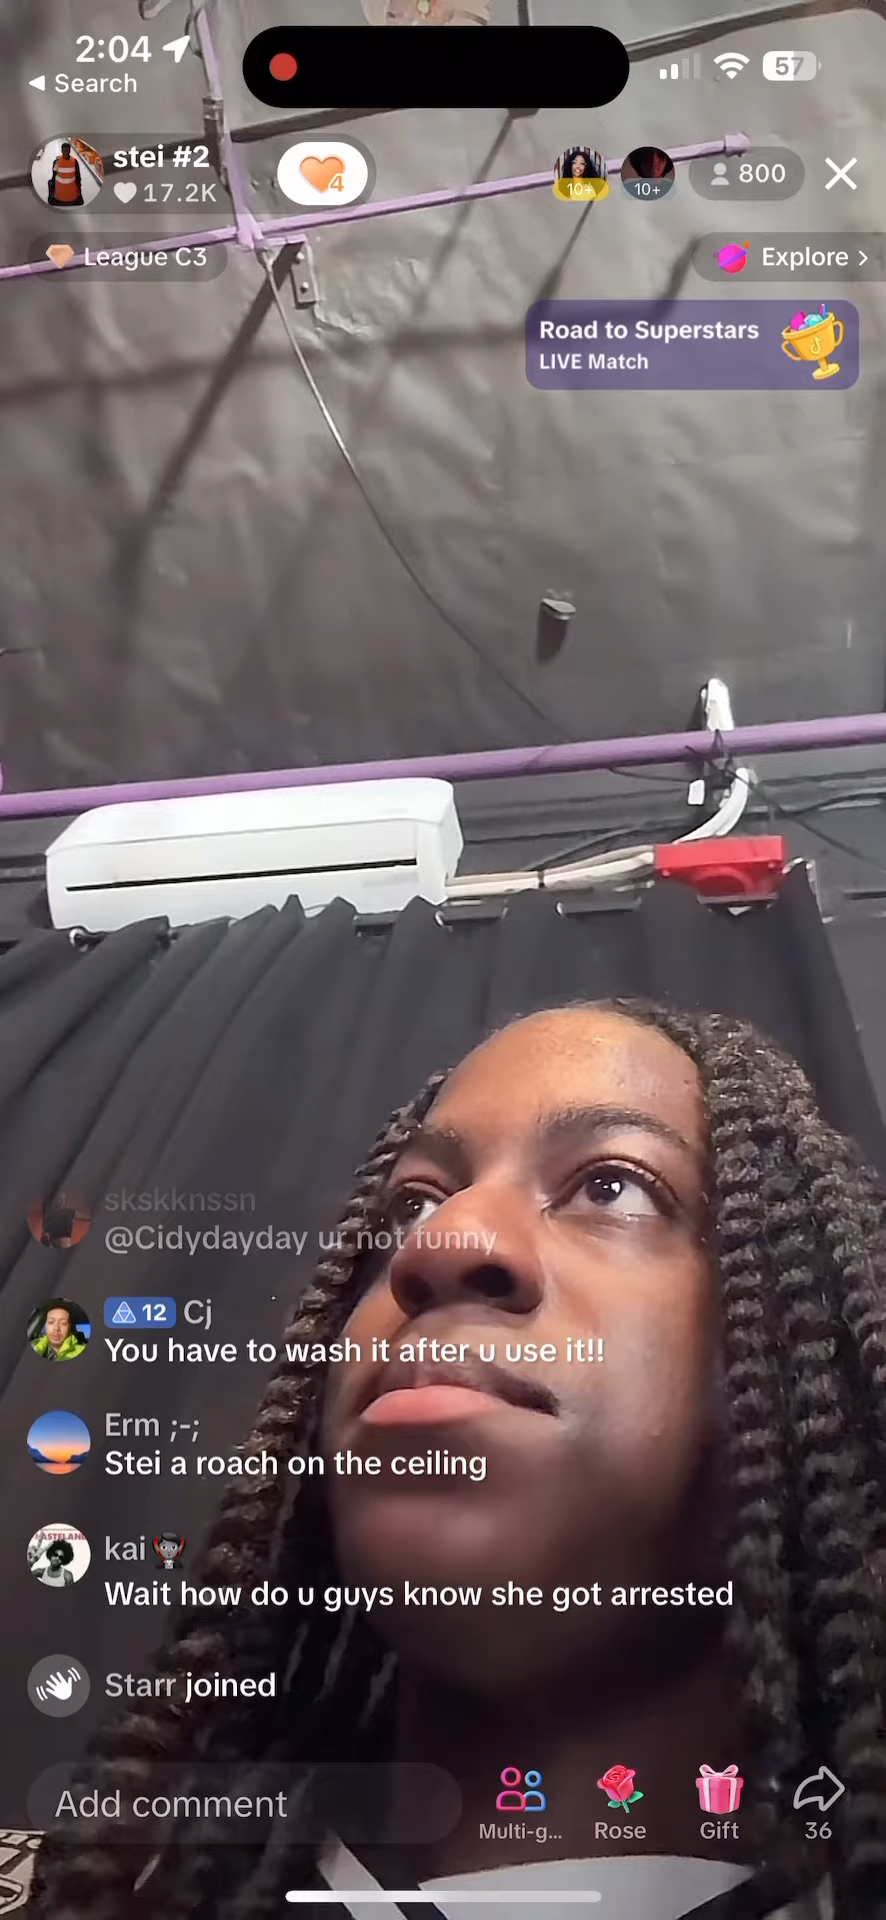 2:04
57
◀ Search
stei #2
17.2K
4
10+
10+
800
League C3
Explore >
Road to Superstars
LIVE Match
skskknssn
@Cidydayday ur not funny
12 Cj
You have to wash it after u use it!!
Erm ;-;
Stei a roach on the ceiling
kai
Wait how do u guys know she got arrested
Starr joined
Add comment
Multi-g...
Rose
Gift
36